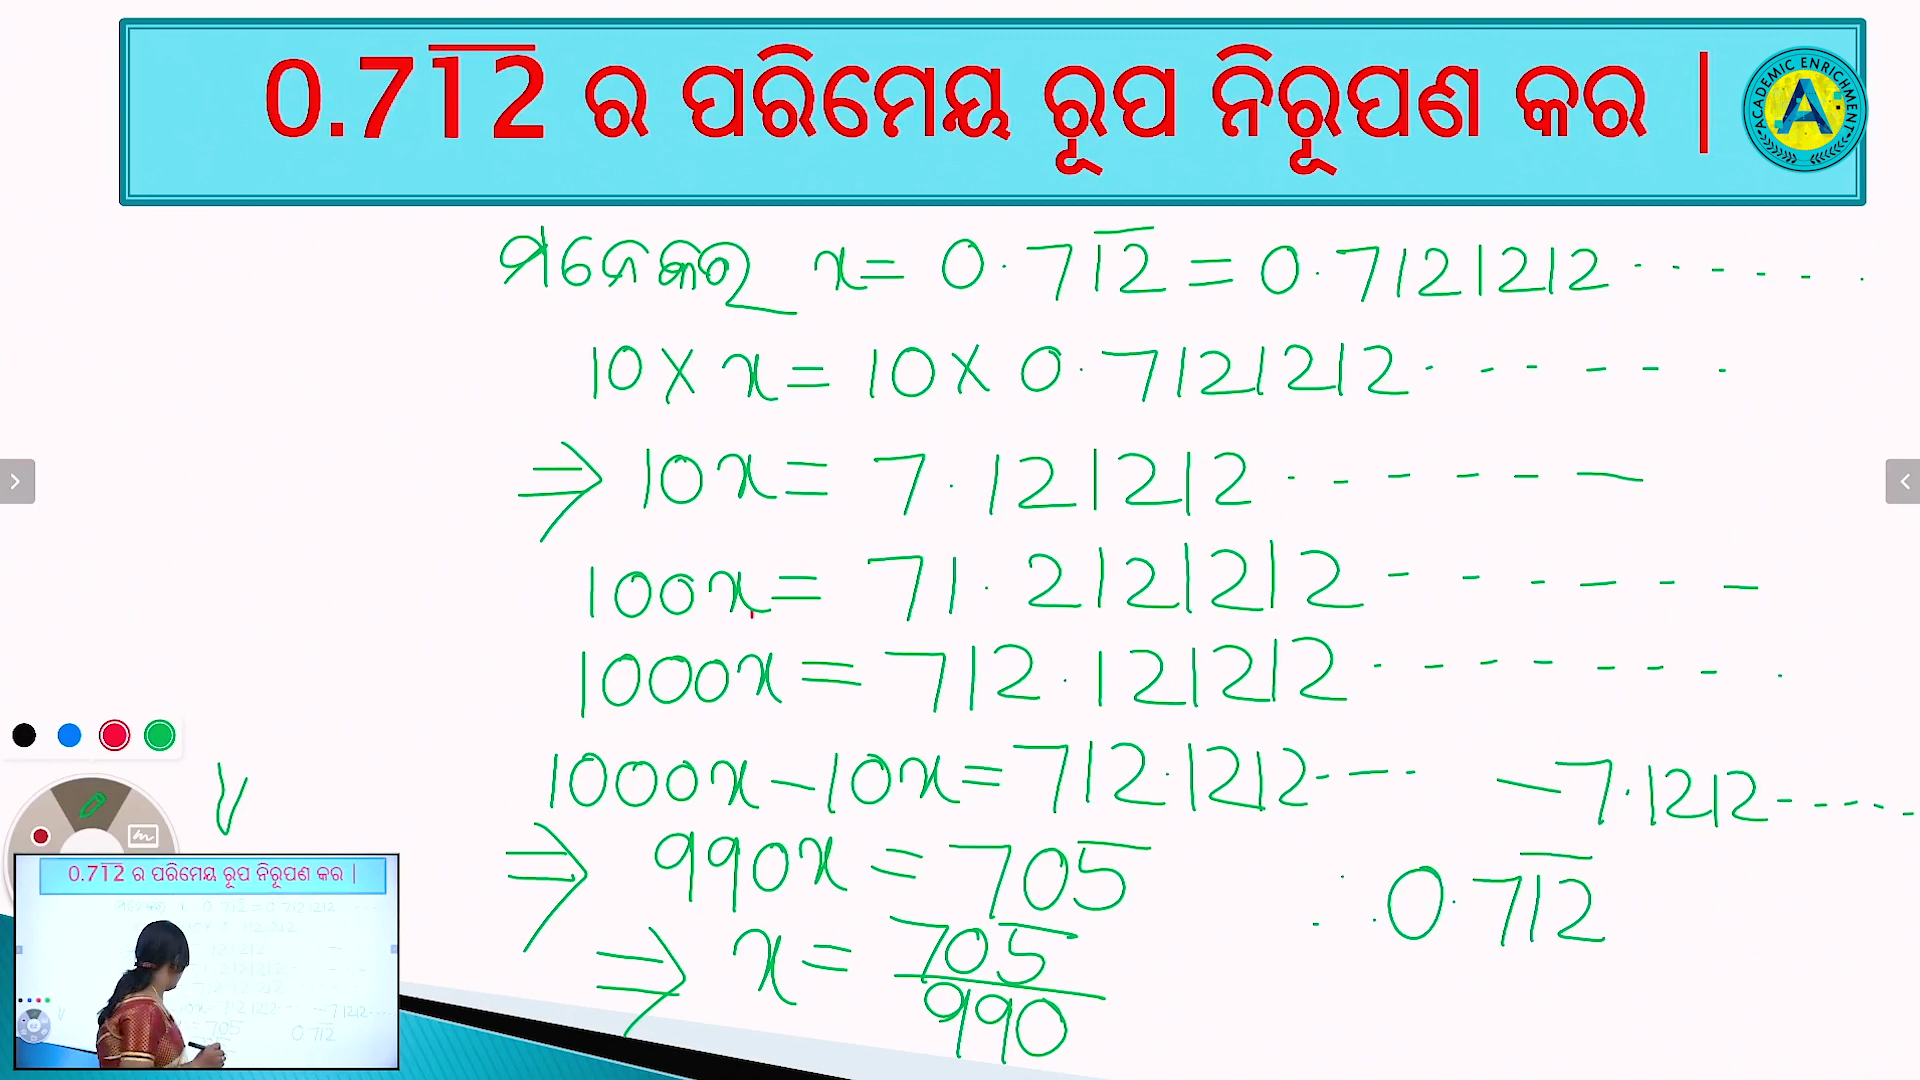 0.71̅2̅ ର ପରିମେୟ ରୂପ ନିରୂପଣ କର |
ACADEMIC ENRICHMENT
A
ମନେକର x = 0.71̅2̅ = 0.7121212 ......
10 × x = 10 × 0.7121212 ......
⇒ 10x = 7.121212 ------
100x = 71.2121212 ------
1000x = 712.121212 ------
1000x - 10x = 712.1212---- - 7.1212-----
⇒ 990x = 705
∴ 0.71̅2̅
⇒ x = 705/990
0.71̅2̅ ର ପରିମେୟ ରୂପ ନିରୂପଣ କର |